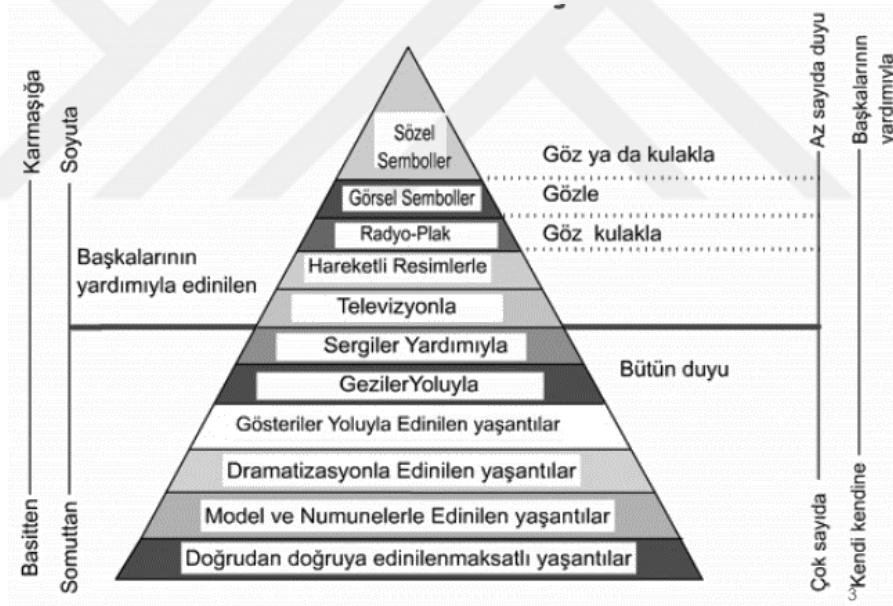 Karmaşığa
Soyuta
Basitten
Somuttan
Başkalarının
yardımıyla edinilen
Sözel
Semboller
Görsel Semboller
Radyo-Plak
Hareketli Resimlerle
Televizyonla
Sergiler Yardımıyla
GezilerYoluyla
Gösteriler Yoluyla Edinilen yaşantılar
Dramatizasyonla Edinilen yaşantılar
Model ve Numunelerle Edinilen yaşantılar
Doğrudan doğruya edinilenmaksatlı yaşantılar
Göz ya da kulakla
Gözle
Göz kulakla
Bütün duyu
Az sayıda duyu
Başkalarının
yardımıyla
Çok sayıda
Kendi kendine
3